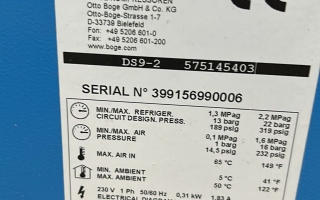 Otto Boge GmbH & Co. KG
Otto-Boge-Strasse 1-7
D-33739 Bielefeld
Fon: +49 5206 601-0
Fax: +49 5206 601-200
http://www.boge.com
DS9-2 575145403
SERIAL N° 399156990006
MIN./MAX. REFRIGER. 1,3 MPag 2,2 MPag
CIRCUIT DESIGN. PRESS. 13 barg 22 barg
189 psig 319 psig
MIN./MAX. AIR 0,1 MPag 1,6 MPag
PRESSURE 1 barg 16 barg
14,5 psig 232 psig
MAX. AIR IN 65 °C 149 °F
MIN. AMBIENT 5 °C 41 °F
MAX. AMBIENT 50 °C 122 °F
230 V 1 Ph 50/60 Hz 0,31 kW 1,83 A
ELECTRICAL DIAGRAM